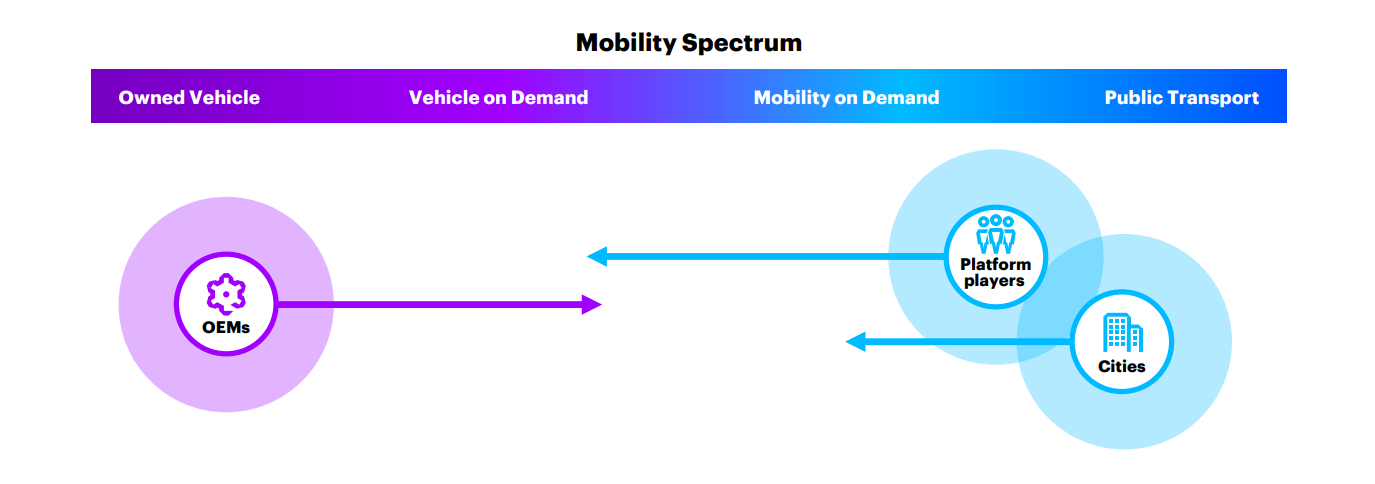 Mobility Spectrum
Owned Vehicle
Vehicle on Demand
Mobility on Demand
Public Transport
Platform
players
OEMs
Cities